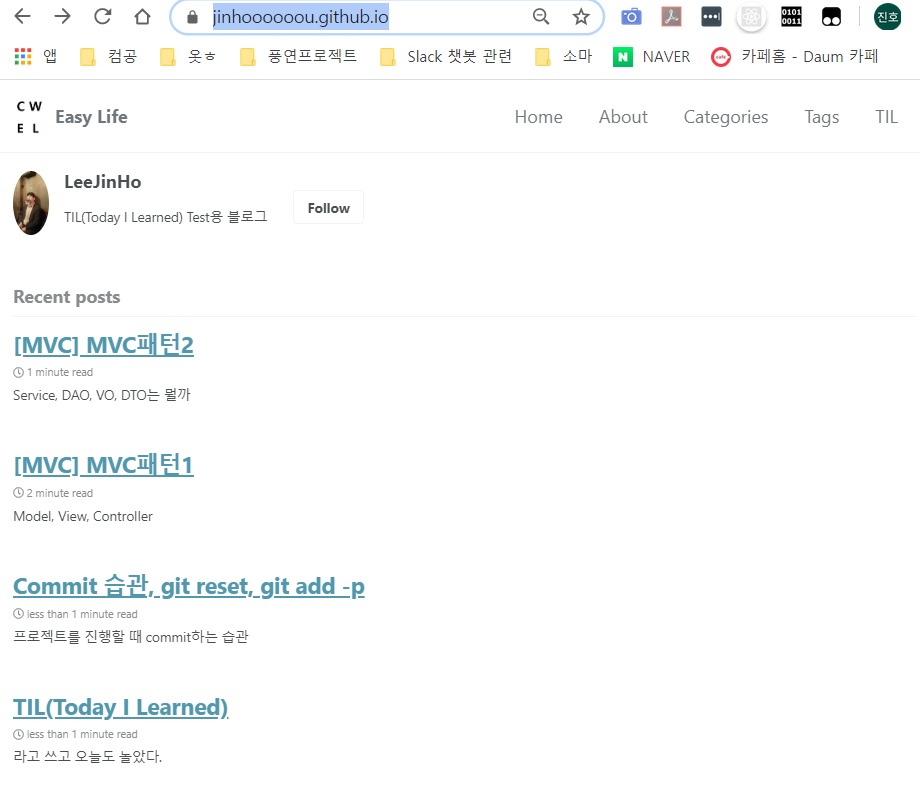 jinhoooooou.github.io
0101
0011
진호
앱
컴공
옷ㅎ
풍연프로젝트
Slack 챗봇 관련
소마
N
NAVER
cafe
카페홈 - Daum 카페
C W
E L
Easy Life
Home
About
Categories
Tags
TIL
LeeJinHo
TIL(Today I Learned) Test용 블로그
Follow
Recent posts
[MVC] MVC패턴2
1 minute read
Service, DAO, VO, DTO는 뭘까
[MVC] MVC패턴1
2 minute read
Model, View, Controller
Commit 습관, git reset, git add -p
less than 1 minute read
프로젝트를 진행할 때 commit하는 습관
TIL(Today I Learned)
less than 1 minute read
라고 쓰고 오늘도 놀았다.